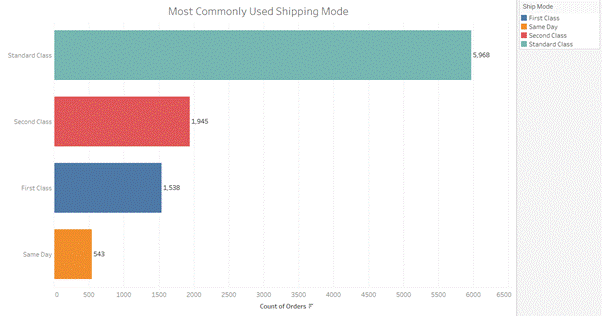 Most Commonly Used Shipping Mode
Standard Class
5,968
Second Class
1,945
First Class
1,538
Same Day
543
0 500 1000 1500 2000 2500 3000 3500 4000 4500 5000 5500 6000 6500
Count of Orders
Ship Mode
First Class
Same Day
Second Class
Standard Class